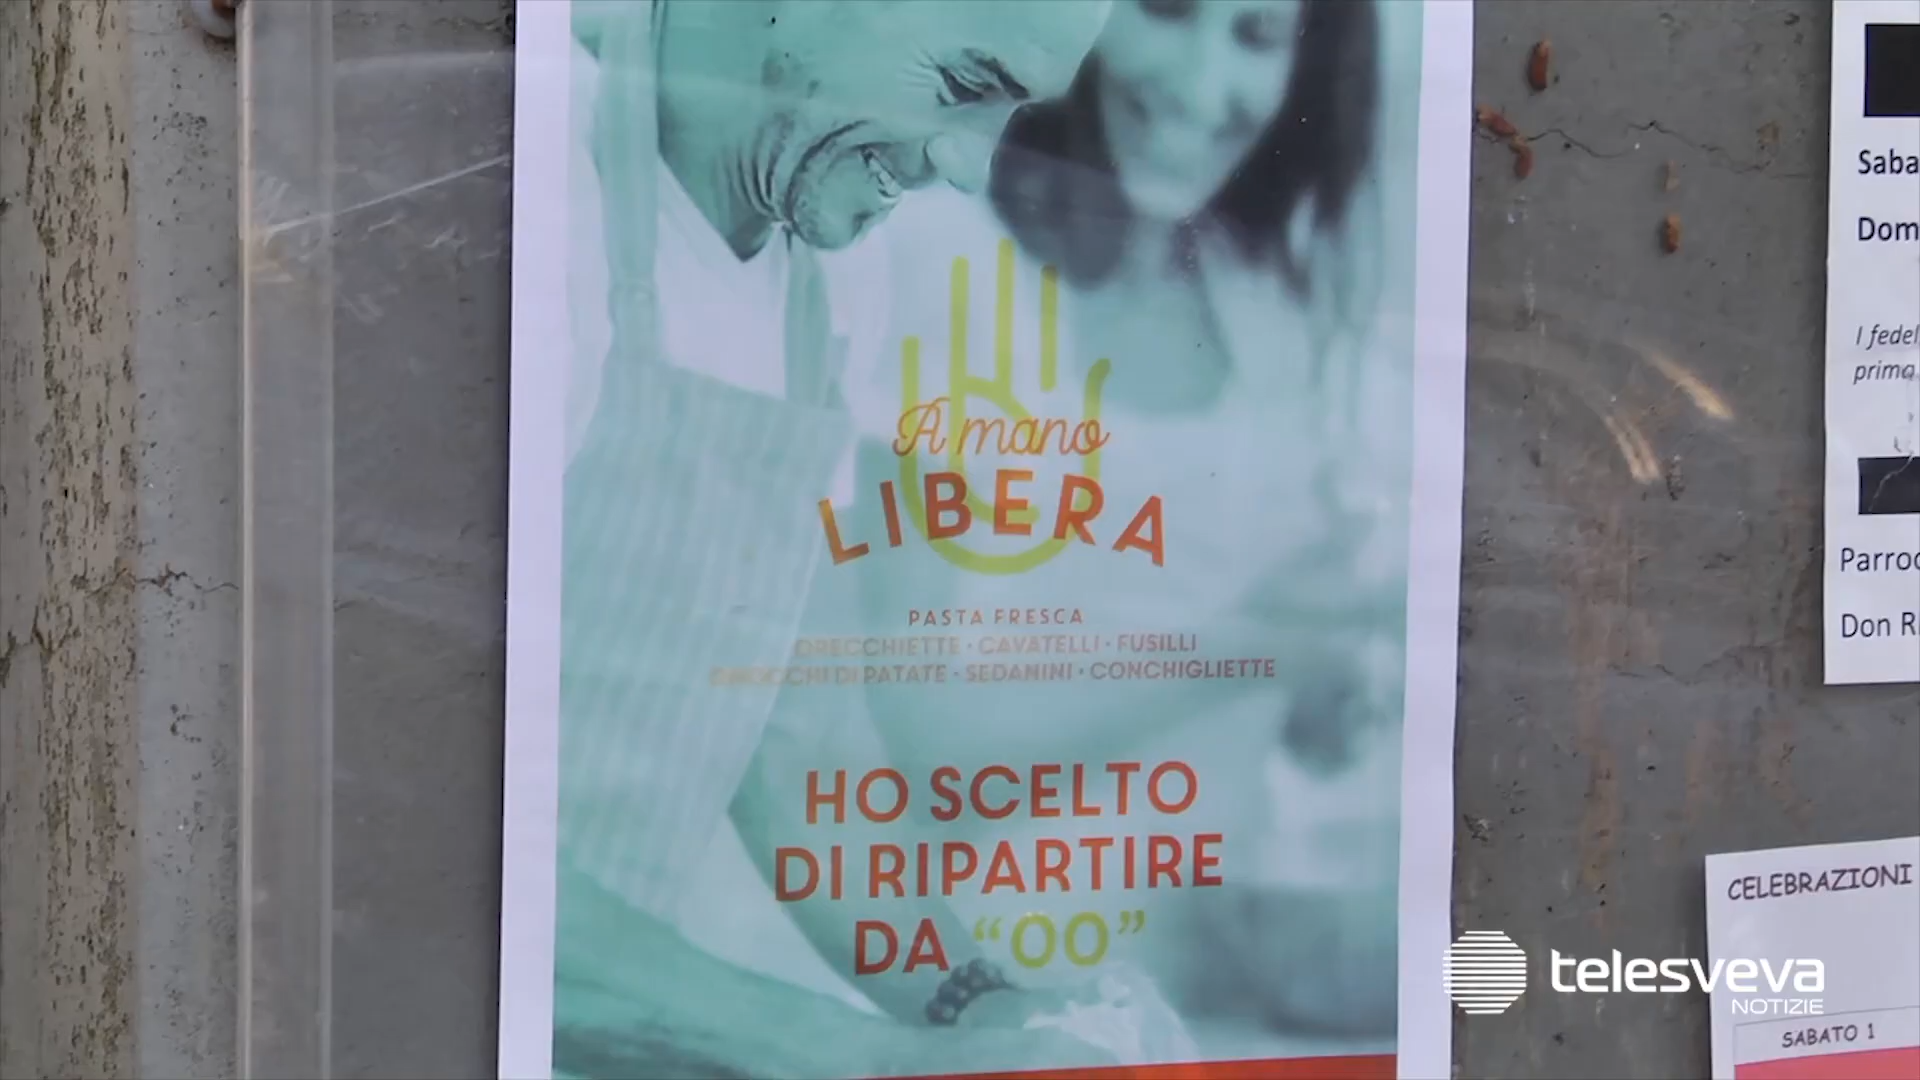 A mano
LIBERA
PASTA FRESCA
ORECCHIETTE • CAVATELLI • FUSILLI
GNOCCHI DI PATATE • SEDANINI • CONCHIGLIETTE
HO SCELTO
DI RIPARTIRE
DA “00”
Saba
Dom
I fedel
prima
Parroc
Don Ri
CELEBRAZIONI
SABATO 1
telesveva
NOTIZIE